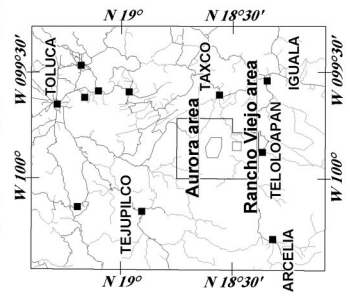 N 19° N 18°30'
W 099°30' W 099°30'
TOLUCA
TAXCO
IGUALA
Aurora area
Rancho Viejo area
TELOLOAPAN
W 100° W 100°
TEJUPILCO
ARCELIA
N 19° N 18°30'